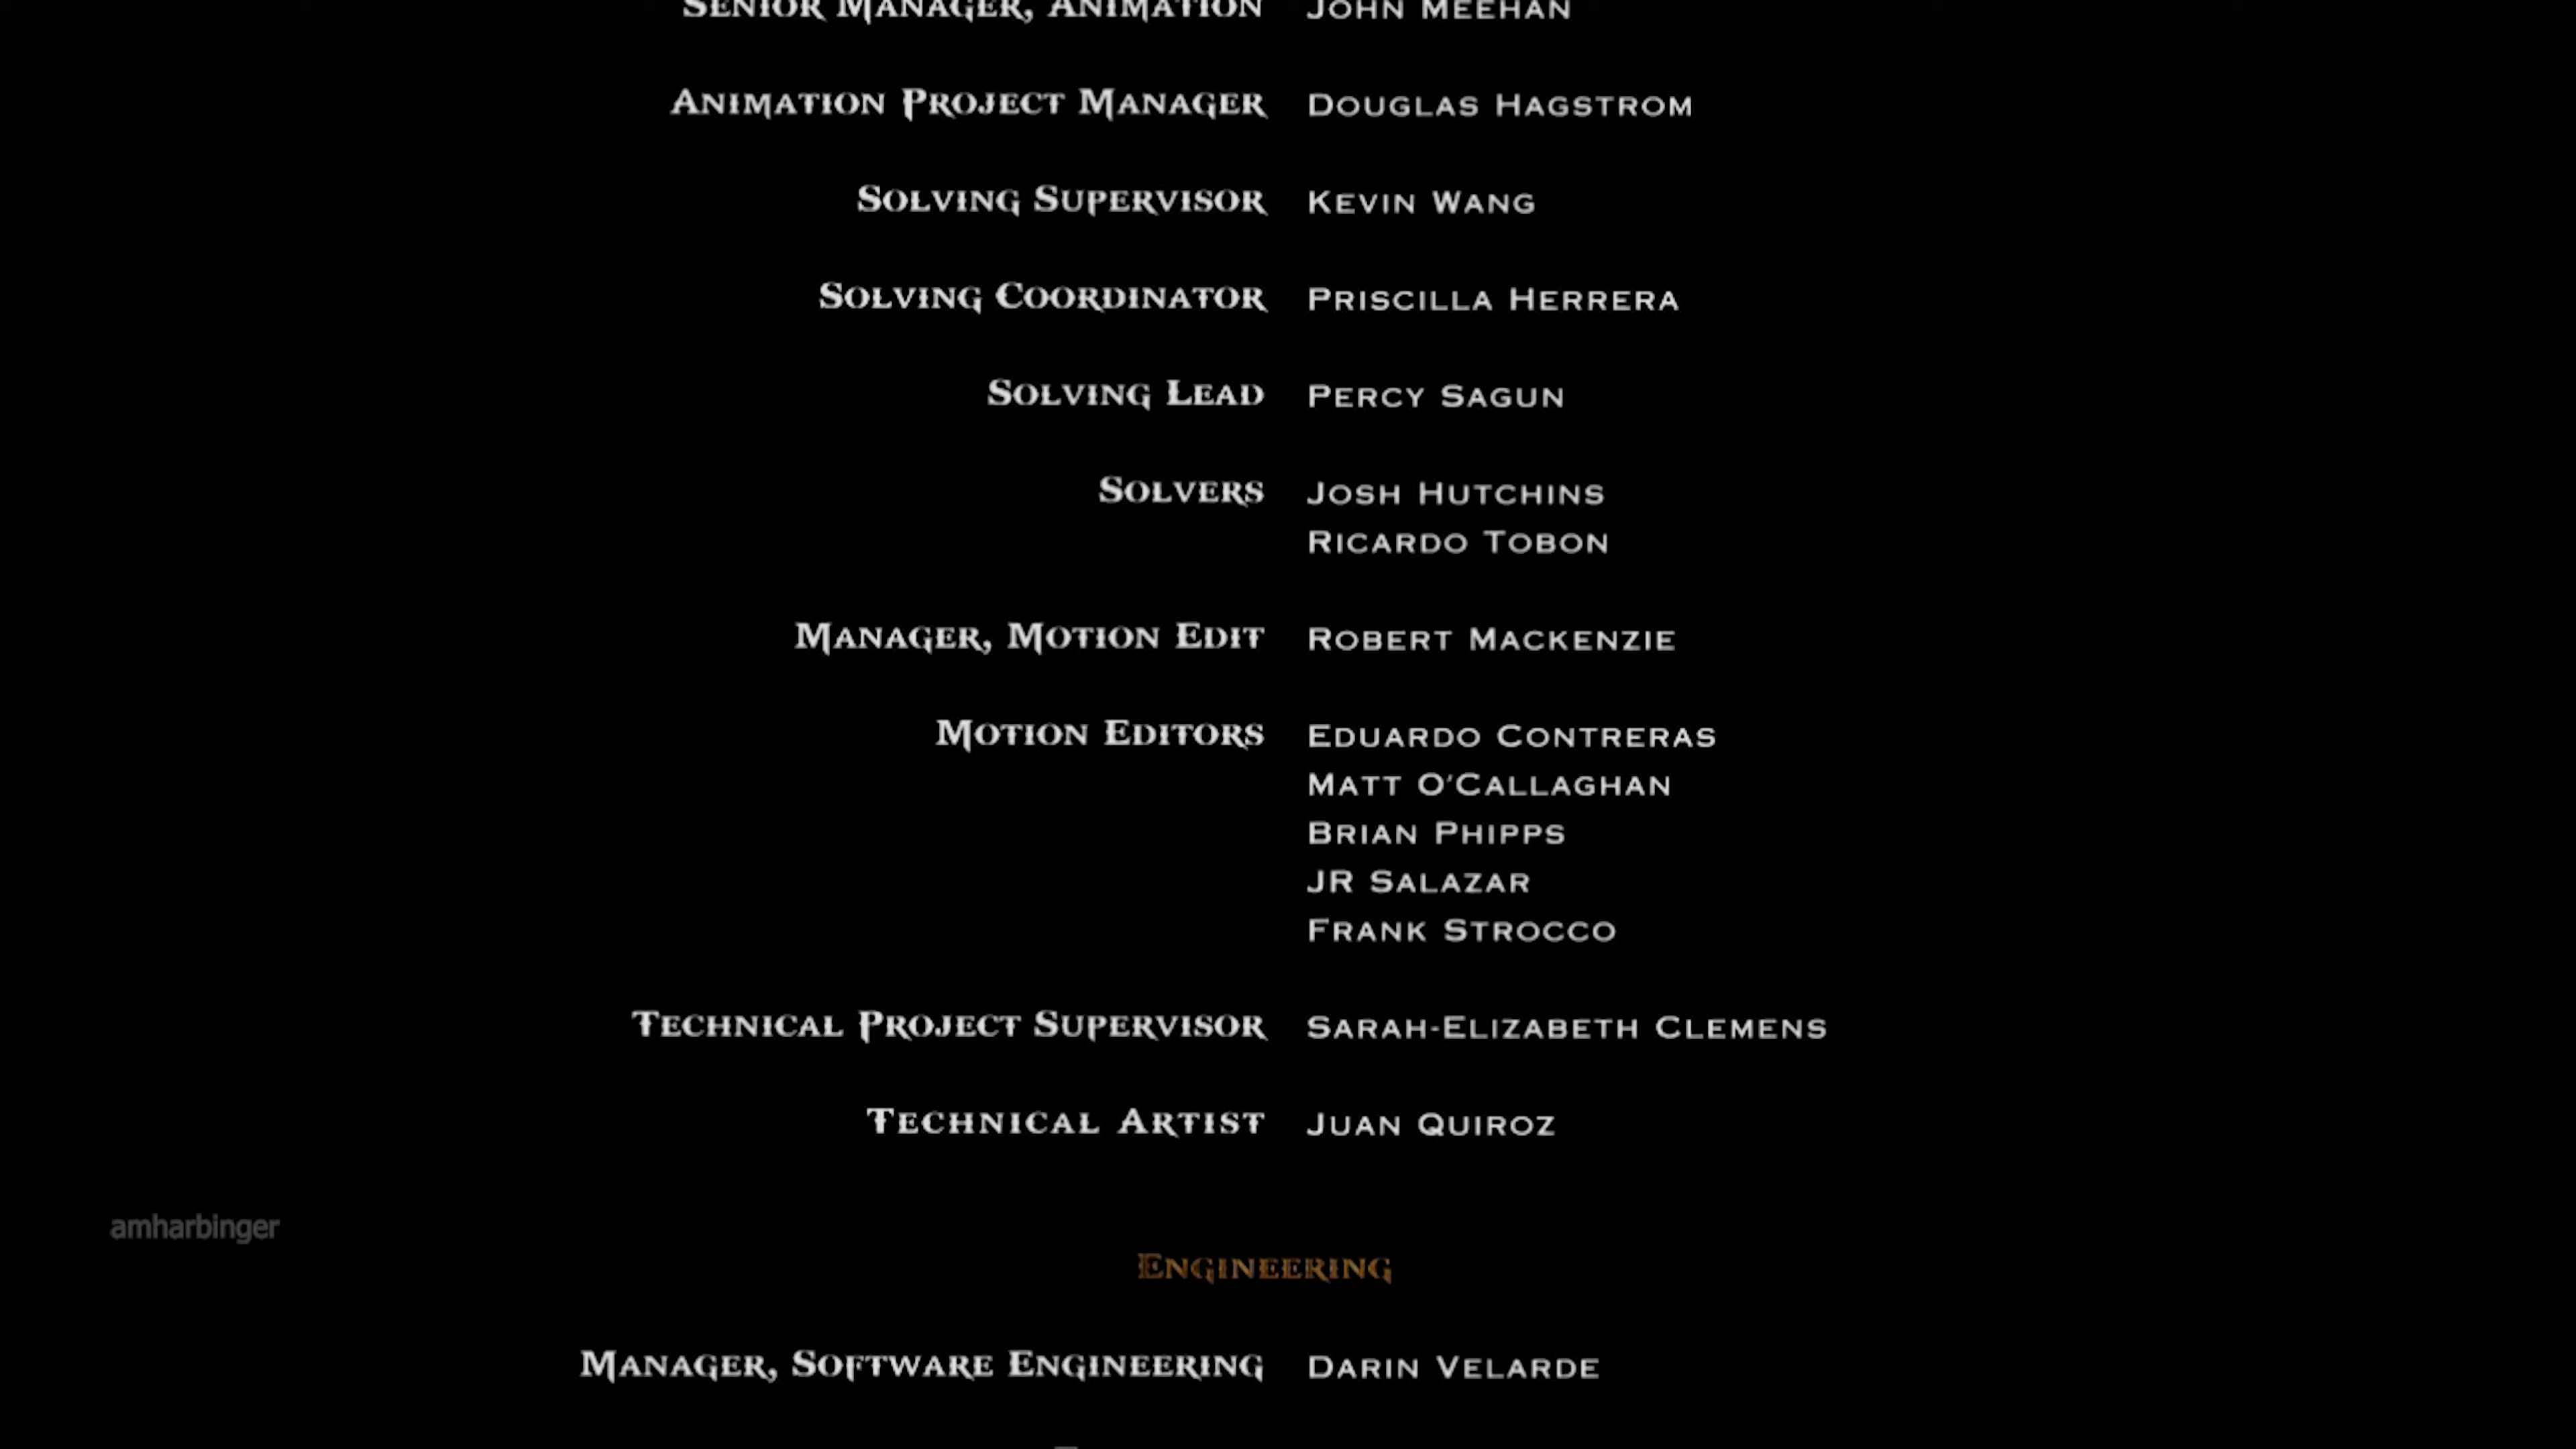 Senior Manager, Animation John Meehan
Animation Project Manager Douglas Hagstrom
Solving Supervisor Kevin Wang
Solving Coordinator Priscilla Herrera
Solving Lead Percy Sagun
Solvers Josh Hutchins
Ricardo Tobon
Manager, Motion Edit Robert Mackenzie
Motion Editors Eduardo Contreras
Matt O'Callaghan
Brian Phipps
JR Salazar
Frank Strocco
Technical Project Supervisor Sarah-Elizabeth Clemens
Technical Artist Juan Quiroz
amharbinger
Engineering
Manager, Software Engineering Darin Velarde